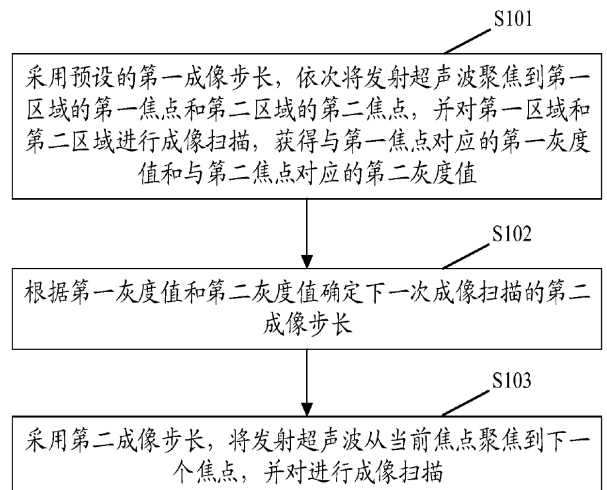 S101
采用预设的第一成像步长，依次将发射超声波聚焦到第一
区域的第一焦点和第二区域的第二焦点，并对第一区域和
第二区域进行成像扫描，获得与第一焦点对应的第一灰度
值和与第二焦点对应的第二灰度值
S102
根据第一灰度值和第二灰度值确定下一次成像扫描的第二
成像步长
S103
采用第二成像步长，将发射超声波从当前焦点聚焦到下一
个焦点，并对进行成像扫描